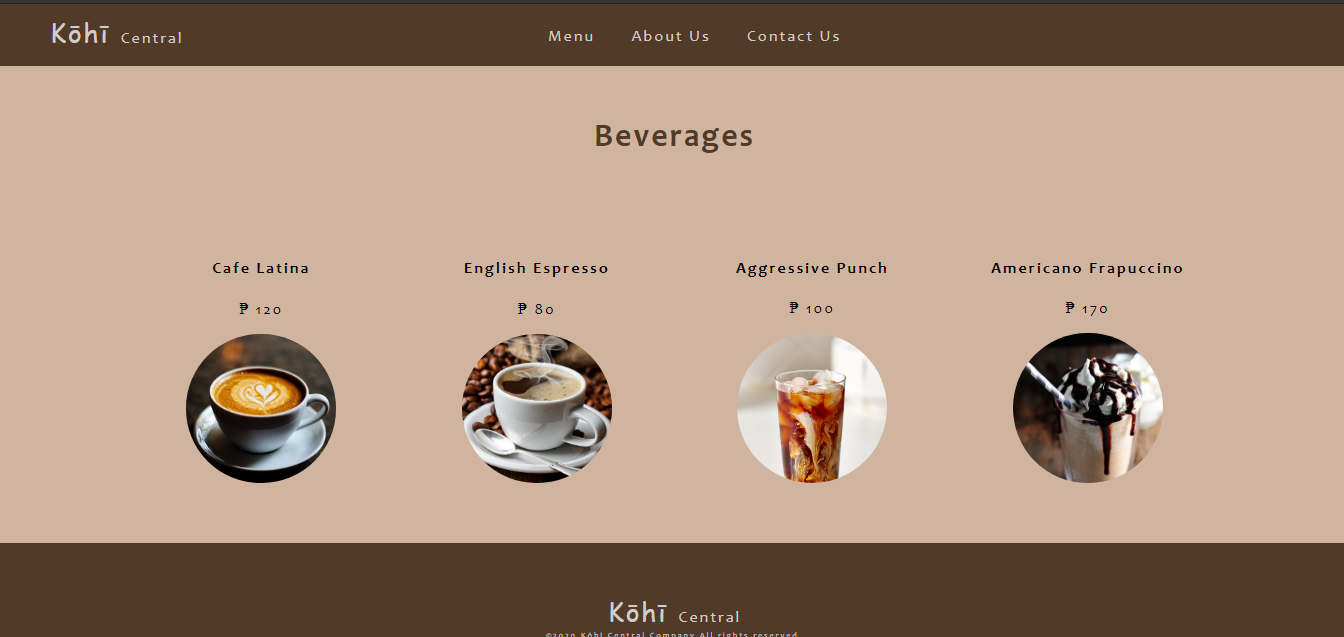 Kōhī Central
Menu
About Us
Contact Us
Beverages
Cafe Latina
₱ 120
English Espresso
₱ 80
Aggressive Punch
₱ 100
Americano Frapuccino
₱ 170
Kōhī Central
©2020 Kōhī Central Company All rights reserved